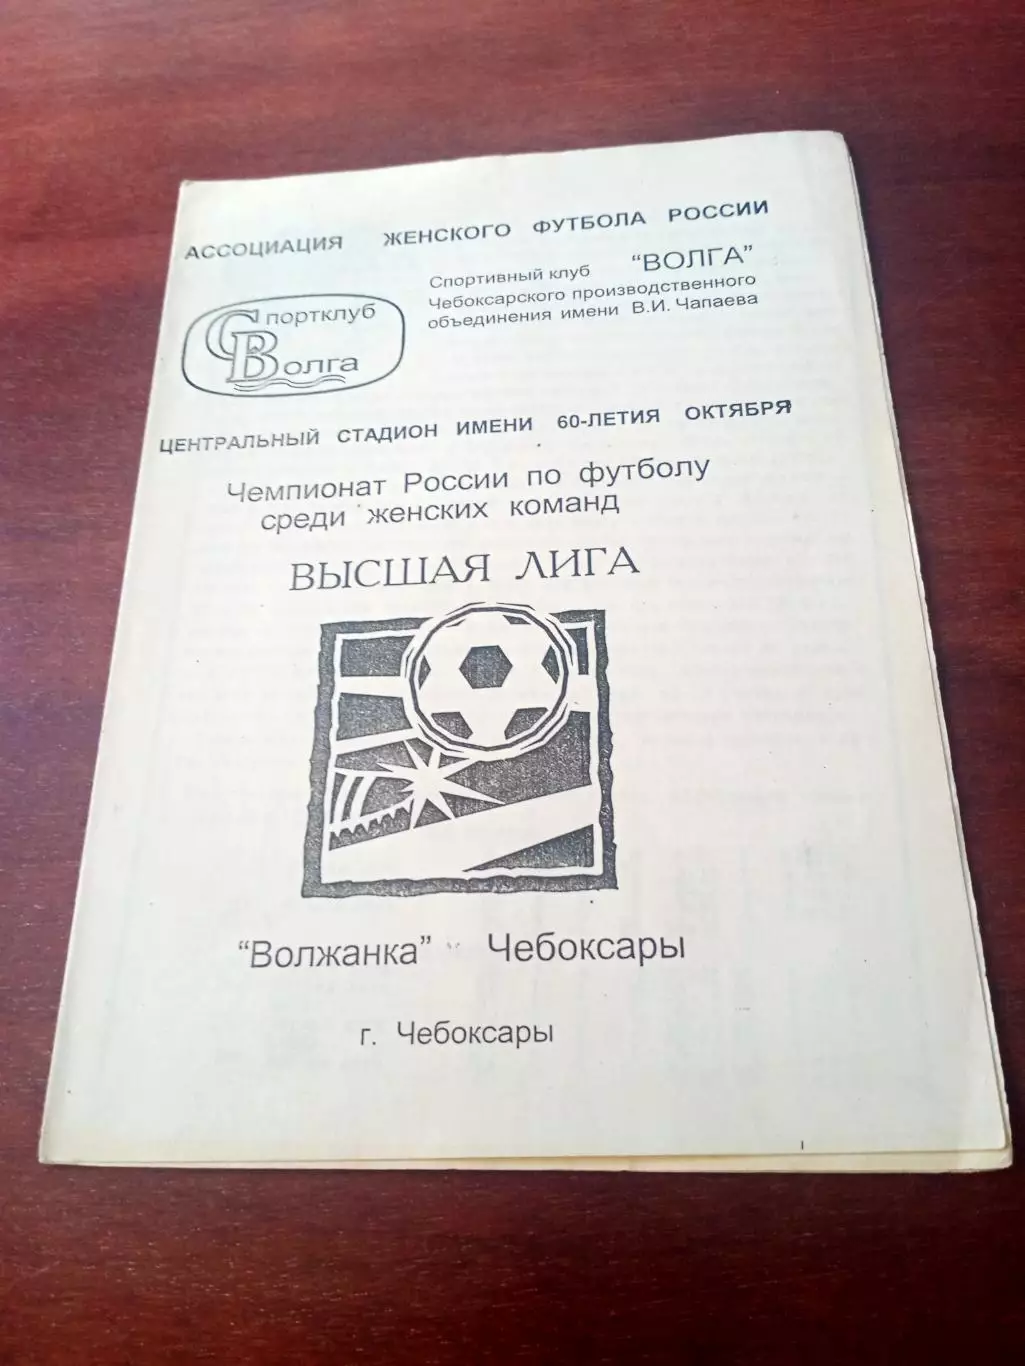 АССОЦИАЦИЯ ЖЕНСКОГО ФУТБОЛА РОССИИ
Спортивный клуб "ВОЛГА"
Чебоксарского производственного
объединения имени В.И. Чапаева
Спортклуб
Волга
ЦЕНТРАЛЬНЫЙ СТАДИОН ИМЕНИ 60-ЛЕТИЯ ОКТЯБРЯ
Чемпионат России по футболу
среди женских команд
ВЫСШАЯ ЛИГА
"Волжанка" Чебоксары
г. Чебоксары